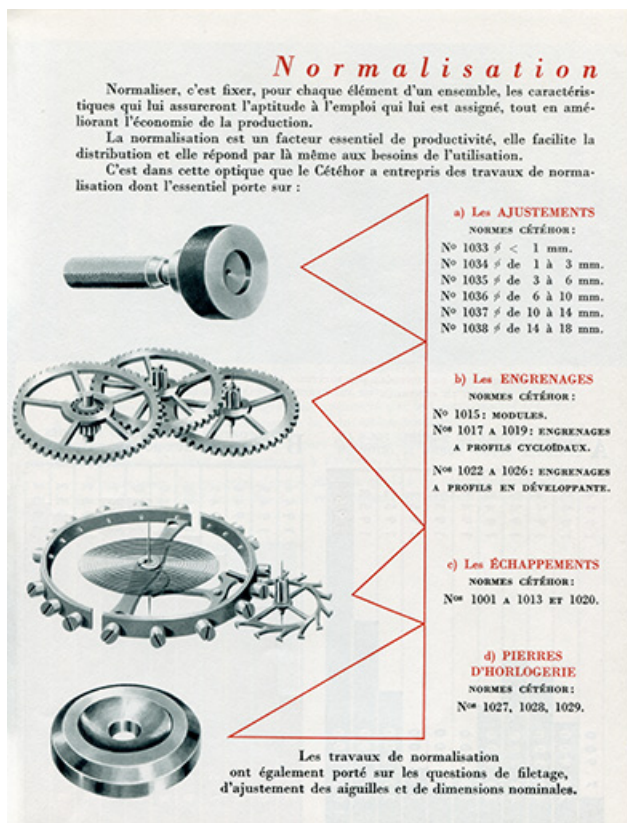 Normalisation
Normaliser, c'est fixer, pour chaque élément d'un ensemble, les caractéris-
tiques qui lui assureront l'aptitude à l'emploi qui lui est assigné, tout en amé-
liorant l'économie de la production.
La normalisation est un facteur essentiel de productivité, elle facilite la
distribution et elle répond par là même aux besoins de l'utilisation.
C'est dans cette optique que le Cétéhor a entrepris des travaux de norma-
lisation dont l'essentiel porte sur :
a) Les AJUSTEMENTS
NORMES CÉTÉHOR :
Nº 1033 ∮ < 1 mm.
Nº 1034 ∮ de 1 à 3 mm.
Nº 1035 ∮ de 3 à 6 mm.
Nº 1036 ∮ de 6 à 10 mm.
Nº 1037 ∮ de 10 à 14 mm.
Nº 1038 ∮ de 14 à 18 mm.
b) Les ENGRENAGES
NORMES CÉTÉHOR :
Nº 1015 : MODULES.
Nos 1017 A 1019 : ENGRENAGES
A PROFILS CYCLOÏDAUX.
Nos 1022 A 1026 : ENGRENAGES
A PROFILS EN DÉVELOPPANTE.
c) Les ÉCHAPPEMENTS
NORMES CÉTÉHOR :
Nos 1001 A 1013 ET 1020.
d) PIERRES
D'HORLOGERIE
NORMES CÉTÉHOR :
Nos 1027, 1028, 1029.
Les travaux de normalisation
ont également porté sur les questions de filetage,
d'ajustement des aiguilles et de dimensions nominales.